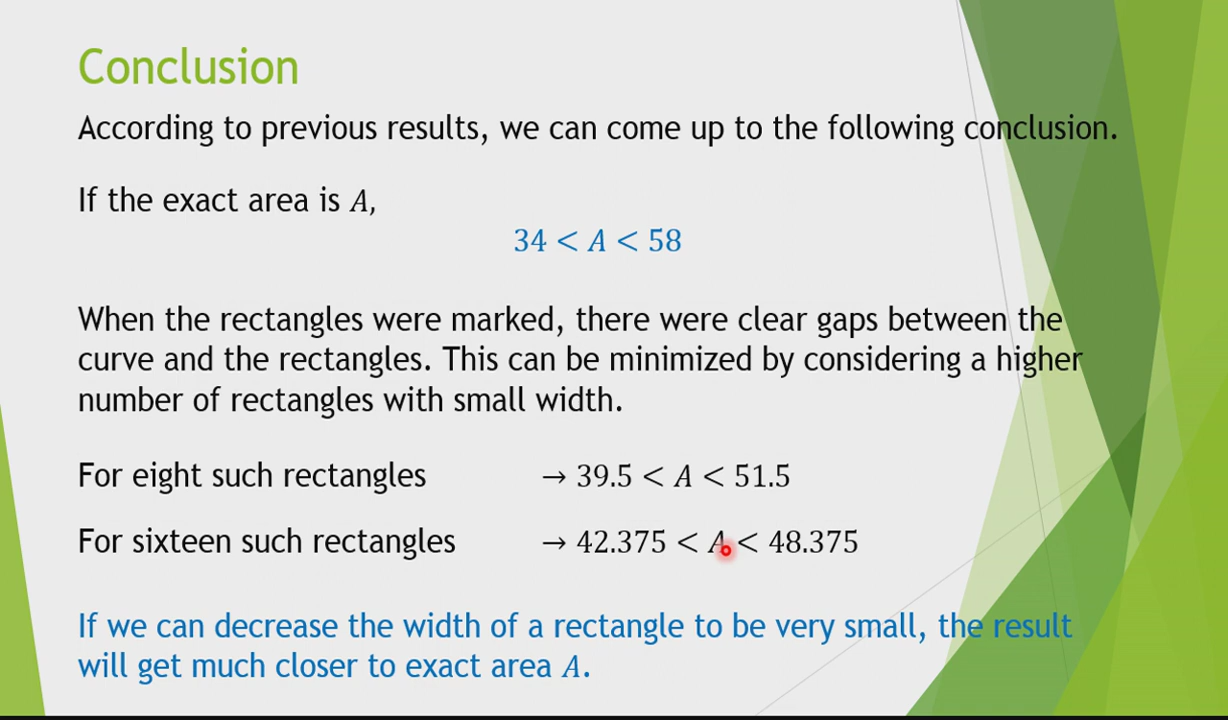 Conclusion
According to previous results, we can come up to the following conclusion.
If the exact area is A,
34 < A < 58
When the rectangles were marked, there were clear gaps between the
curve and the rectangles. This can be minimized by considering a higher
number of rectangles with small width.
For eight such rectangles → 39.5 < A < 51.5
For sixteen such rectangles → 42.375 < A < 48.375
If we can decrease the width of a rectangle to be very small, the result
will get much closer to exact area A.